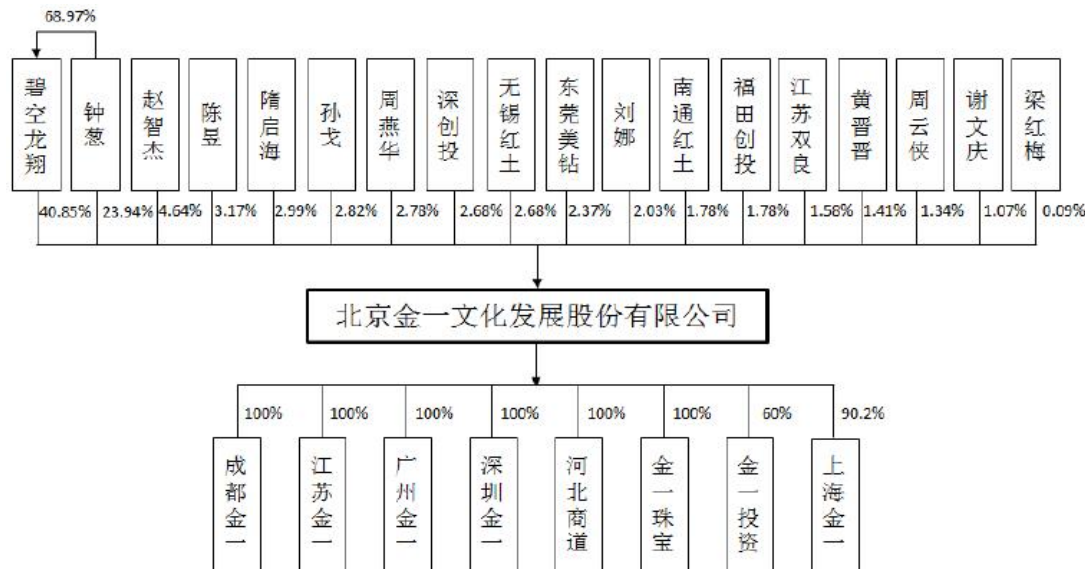 68.97%
碧空龙翔
钟葱
赵智杰
陈昱
隋启海
孙戈
周燕华
深创投
无锡红土
东莞美钻
刘娜
南通红土
福田创投
江苏双良
黄晋晋
周云侠
谢文庆
梁红梅
40.85% 23.94% 4.64% 3.17% 2.99% 2.82% 2.78% 2.68% 2.68% 2.37% 2.03% 1.78% 1.78% 1.58% 1.41% 1.34% 1.07% 0.09%
北京金一文化发展股份有限公司
100% 100% 100% 100% 100% 100% 60% 90.2%
成都金一
江苏金一
广州金一
深圳金一
河北商道
金一珠宝
金一投资
上海金一